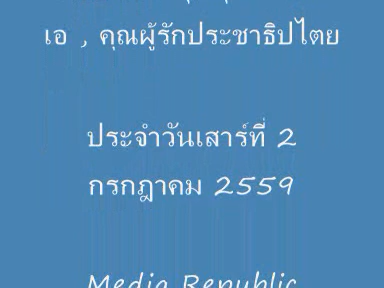 เอ , คุณผู้รักประชาธิปไตย
ประจำวันเสาร์ที่ 2
กรกฎาคม 2559
Media Republic